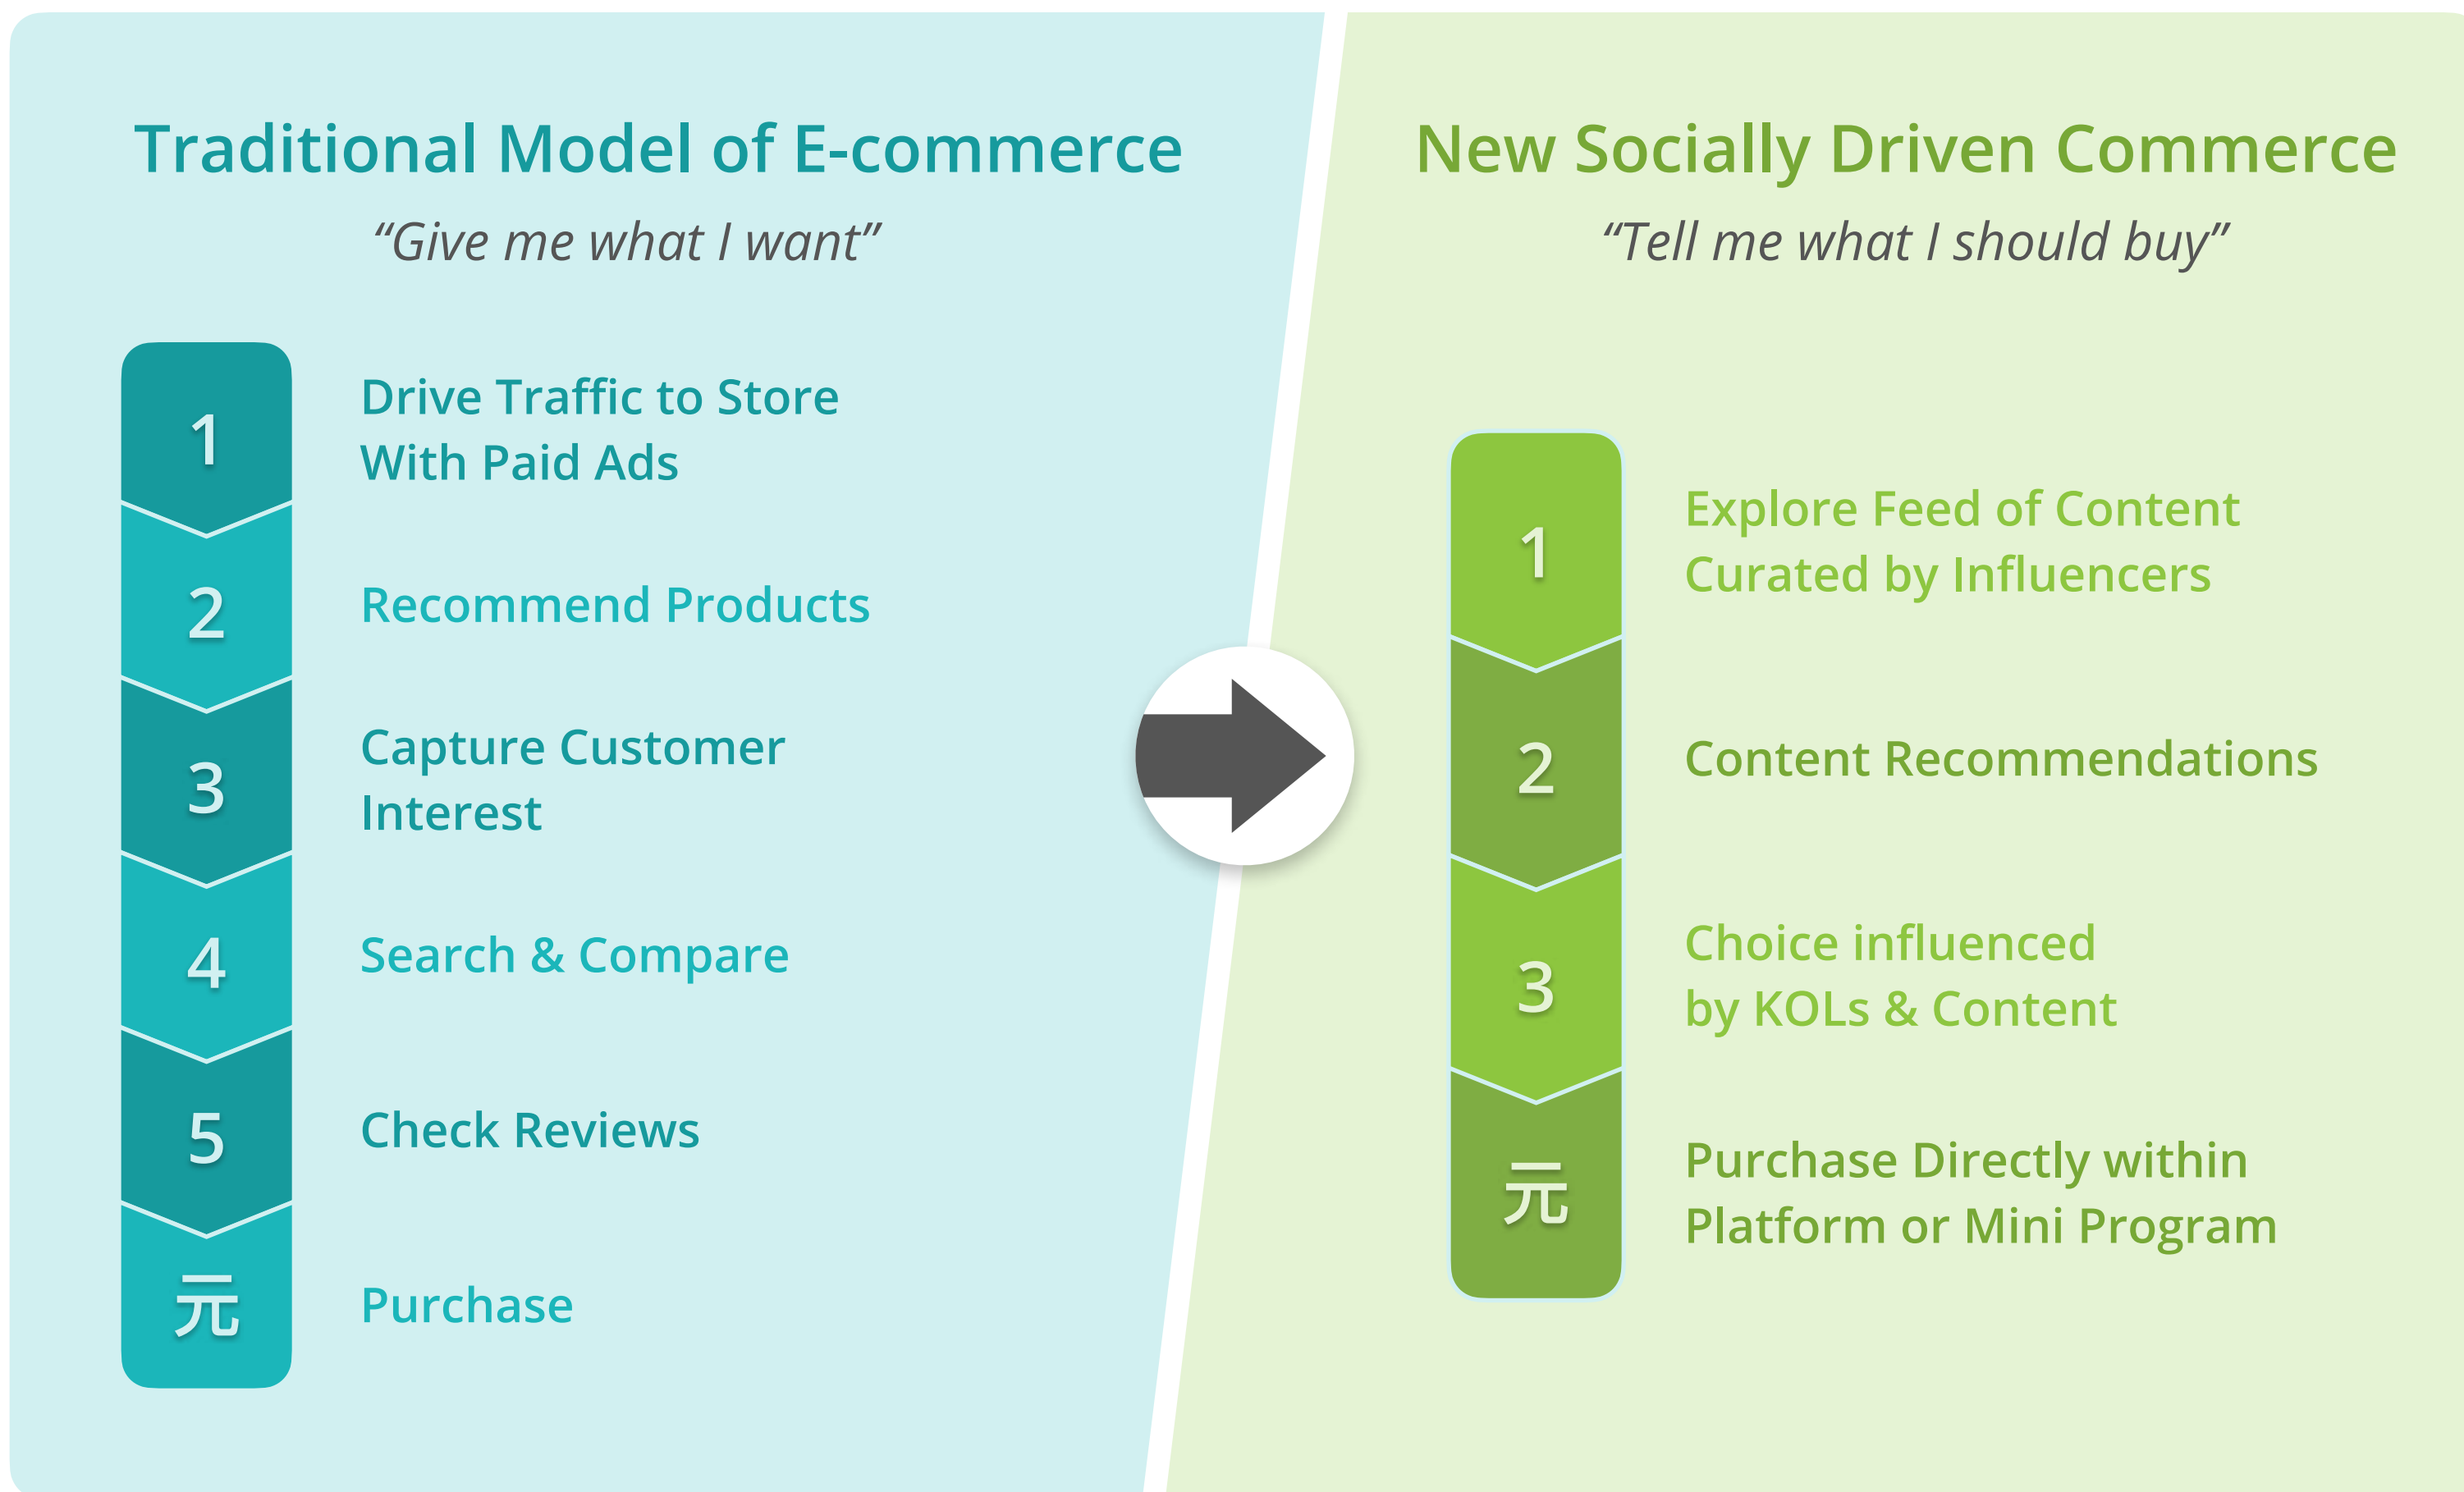 Traditional Model of E-commerce
“Give me what I want”
1
Drive Traffic to Store
With Paid Ads
2
Recommend Products
3
Capture Customer
Interest
4
Search & Compare
5
Check Reviews
元
Purchase
New Socially Driven Commerce
“Tell me what I should buy”
1
Explore Feed of Content
Curated by Influencers
2
Content Recommendations
3
Choice influenced
by KOLs & Content
元
Purchase Directly within
Platform or Mini Program